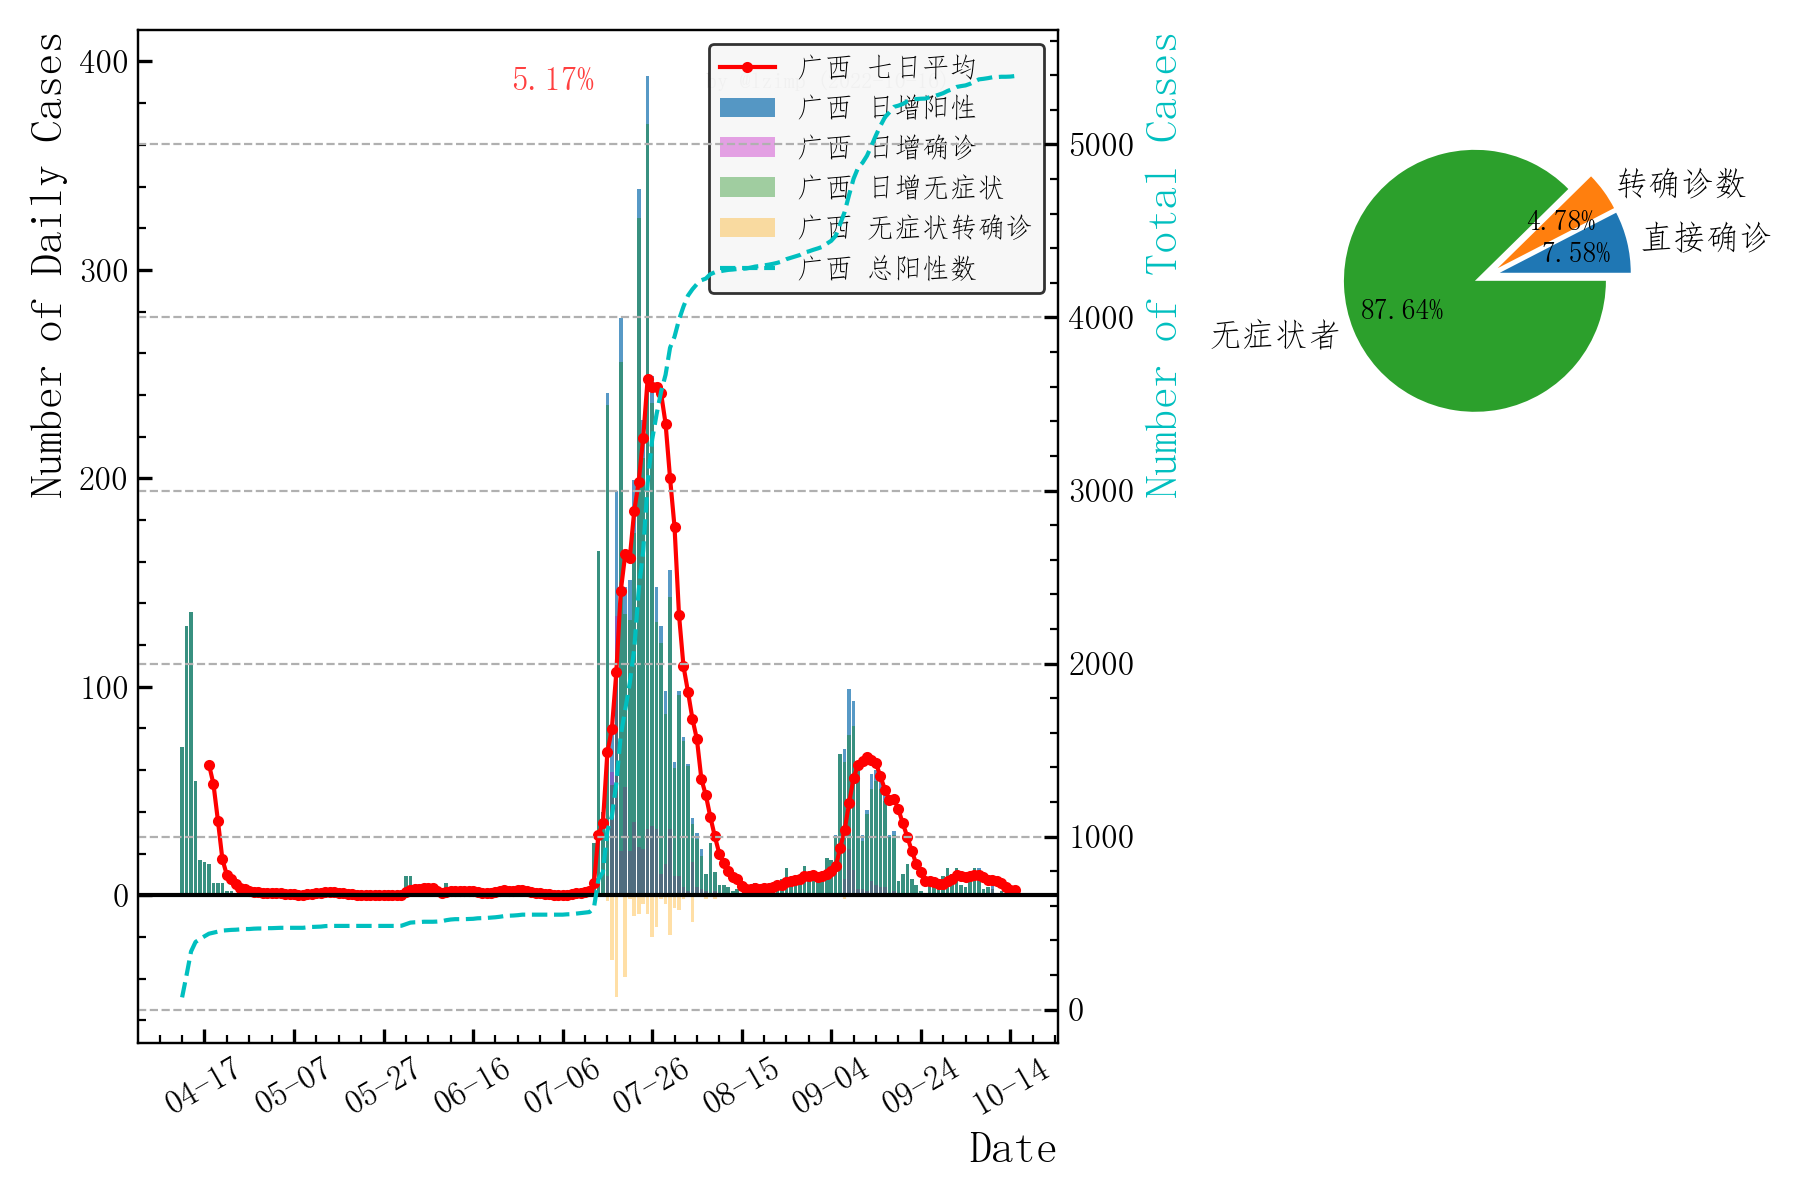 Number of Daily Cases
400
300
200
100
0
5.17%
广西 七日平均
广西 日增阳性
广西 日增确诊
广西 日增无症状
广西 无症状转确诊
广西 总阳性数
5000
4000
3000
2000
1000
0
Number of Total Cases
04-17
05-07
05-27
06-16
07-06
07-26
08-15
09-04
09-24
10-14
Date
转确诊数
4.78%
直接确诊
7.58%
87.64%
无症状者